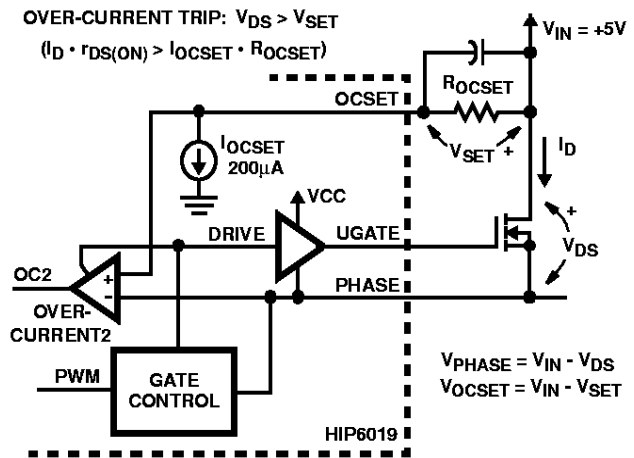 OVER-CURRENT TRIP: VDS > VSET
(ID • rDS(ON) > IOCSET • ROCSET)
VIN = +5V
OCSET
ROCSET
IOCSET
200μA
VSET +
ID
VCC
DRIVE
UGATE
+
VDS
-
OC2
+
-
OVER-
CURRENT2
PHASE
PWM
GATE
CONTROL
HIP6019
VPHASE = VIN - VDS
VOCSET = VIN - VSET